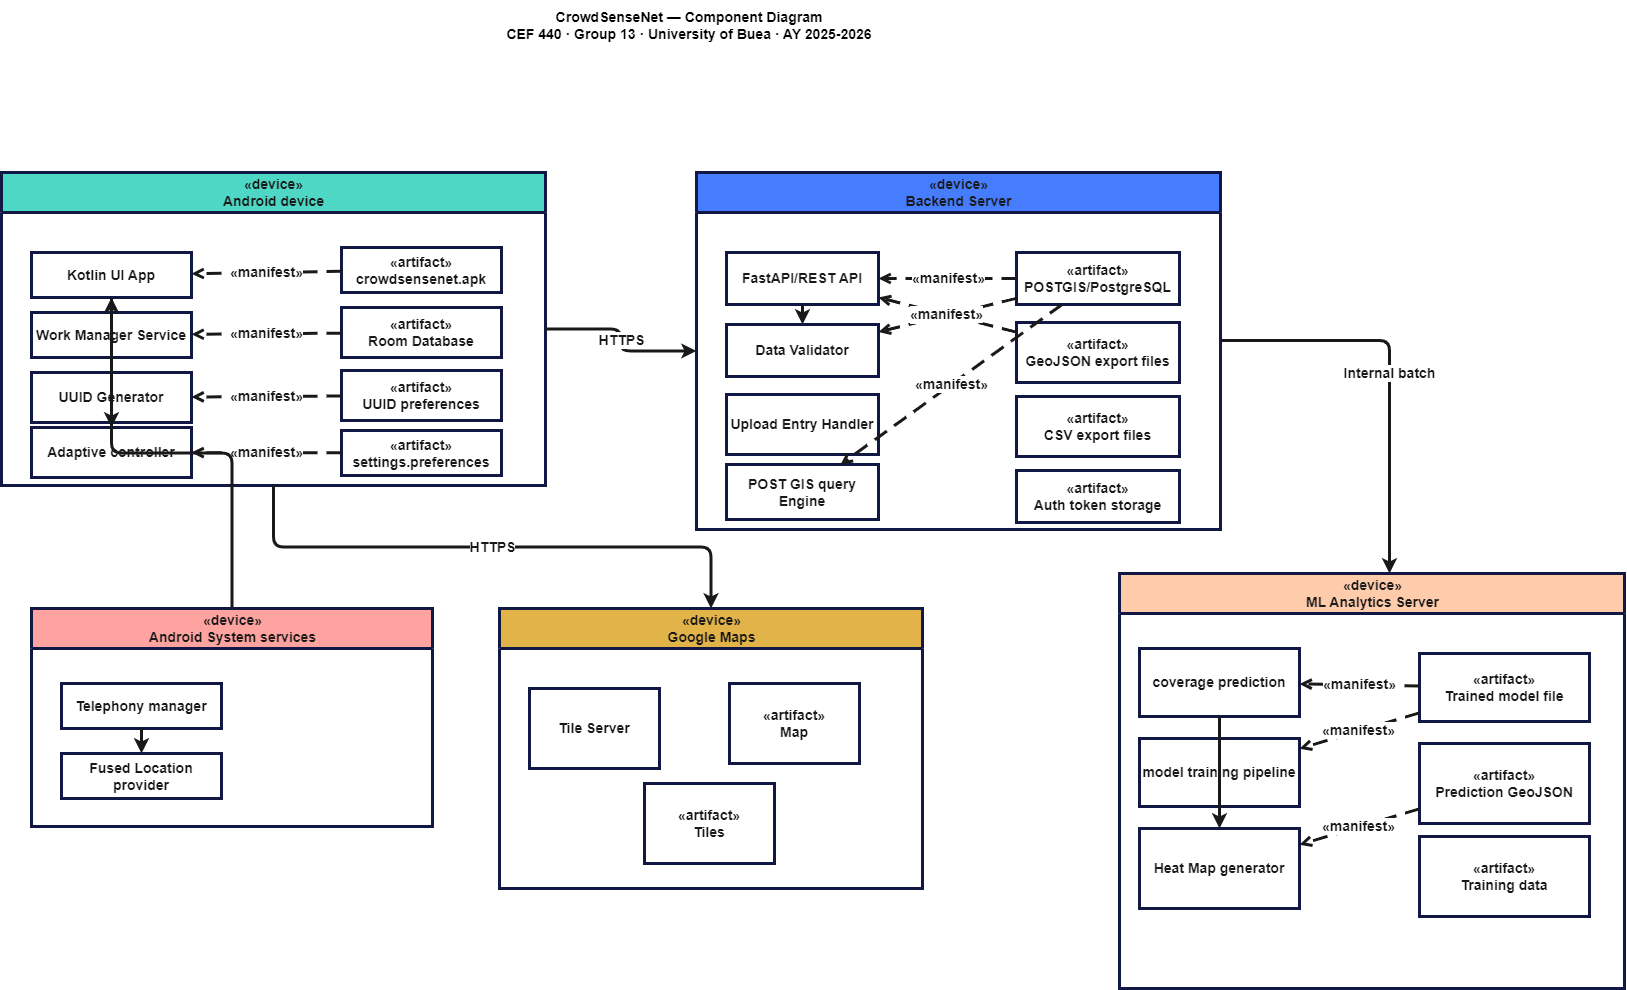 CrowdSenseNet — Component Diagram
CEF 440 · Group 13 · University of Buea · AY 2025-2026
«device»
Android device
Kotlin UI App
«manifest»
«artifact»
crowdsensenet.apk
Work Manager Service
«manifest»
«artifact»
Room Database
UUID Generator
«manifest»
«artifact»
UUID preferences
Adaptive controller
«manifest»
«artifact»
settings.preferences
HTTPS
«device»
Backend Server
FastAPI/REST API
«manifest»
«artifact»
POSTGIS/PostgreSQL
«manifest»
Data Validator
«artifact»
GeoJSON export files
«manifest»
Upload Entry Handler
«artifact»
CSV export files
POST GIS query
Engine
«artifact»
Auth token storage
Internal batch
HTTPS
«device»
Android System services
Telephony manager
Fused Location
provider
«device»
Google Maps
Tile Server
«artifact»
Map
«artifact»
Tiles
«device»
ML Analytics Server
coverage prediction
«manifest»
«artifact»
Trained model file
«manifest»
model training pipeline
«artifact»
Prediction GeoJSON
«manifest»
Heat Map generator
«artifact»
Training data